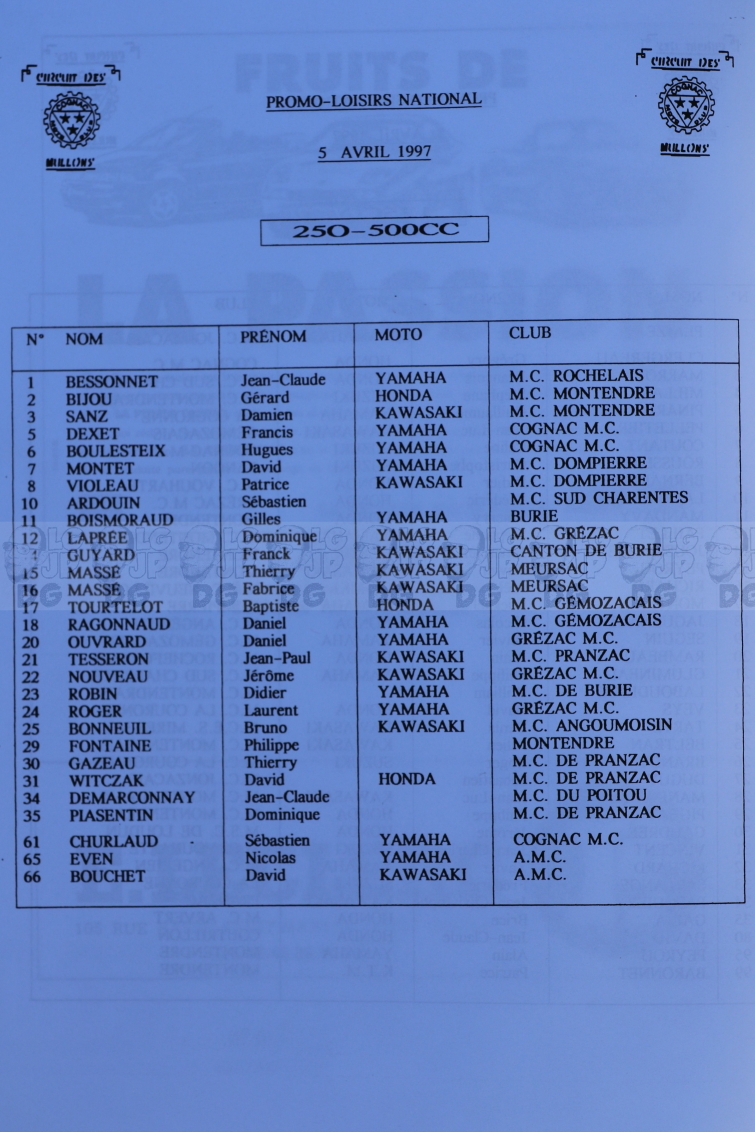 CIRCUIT DES
COGNAC
MILLIONS
CIRCUIT DES
COGNAC
MILLIONS
PROMO-LOISIRS NATIONAL
5 AVRIL 1997
250-500CC
N° NOM PRÉNOM MOTO CLUB
1 BESSONNET Jean-Claude YAMAHA M.C. ROCHELAIS
2 BIJOU Gérard HONDA M.C. MONTENDRE
3 SANZ Damien KAWASAKI M.C. MONTENDRE
5 DEXET Francis YAMAHA COGNAC M.C.
6 BOULESTEIX Hugues YAMAHA COGNAC M.C.
7 MONTET David YAMAHA M.C. DOMPIERRE
8 VIOLEAU Patrice KAWASAKI M.C. DOMPIERRE
10 ARDOUIN Sébastien M.C. SUD CHARENTES
11 BOISMORAUD Gilles YAMAHA BURIE
12 LAPRÉE Dominique YAMAHA M.C. GRÉZAC
GUYARD Franck KAWASAKI CANTON DE BURIE
15 MASSÉ Thierry KAWASAKI MEURSAC
16 MASSÉ Fabrice KAWASAKI MEURSAC
17 TOURTELOT Baptiste HONDA M.C. GÉMOZACAIS
18 RAGONNAUD Daniel YAMAHA M.C. GÉMOZACAIS
20 OUVRARD Daniel YAMAHA GRÉZAC M.C.
21 TESSERON Jean-Paul KAWASAKI M.C. PRANZAC
22 NOUVEAU Jérôme KAWASAKI GRÉZAC M.C.
23 ROBIN Didier YAMAHA M.C. DE BURIE
24 ROGER Laurent YAMAHA GRÉZAC M.C.
25 BONNEUIL Bruno KAWASAKI M.C. ANGOUMOISIN
29 FONTAINE Philippe MONTENDRE
30 GAZEAU Thierry M.C. DE PRANZAC
31 WITCZAK David HONDA M.C. DE PRANZAC
34 DEMARCONNAY Jean-Claude M.C. DU POITOU
35 PIASENTIN Dominique M.C. DE PRANZAC
61 CHURLAUD Sébastien YAMAHA COGNAC M.C.
65 EVEN Nicolas YAMAHA A.M.C.
66 BOUCHET David KAWASAKI A.M.C.